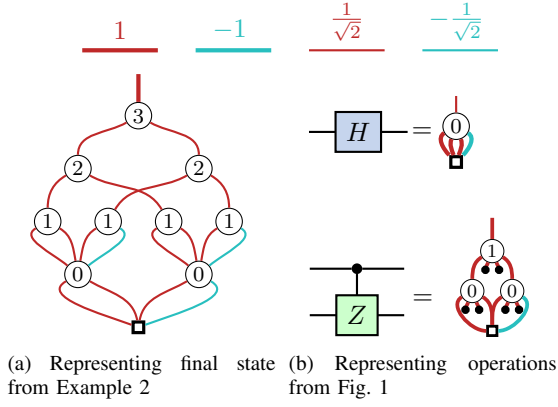 1 -1 1/√2 -1/√2
3
2 2
1 1 1 1
0 0
H = 0
1
0 0
Z =
(a) Representing final state
from Example 2
(b) Representing operations
from Fig. 1